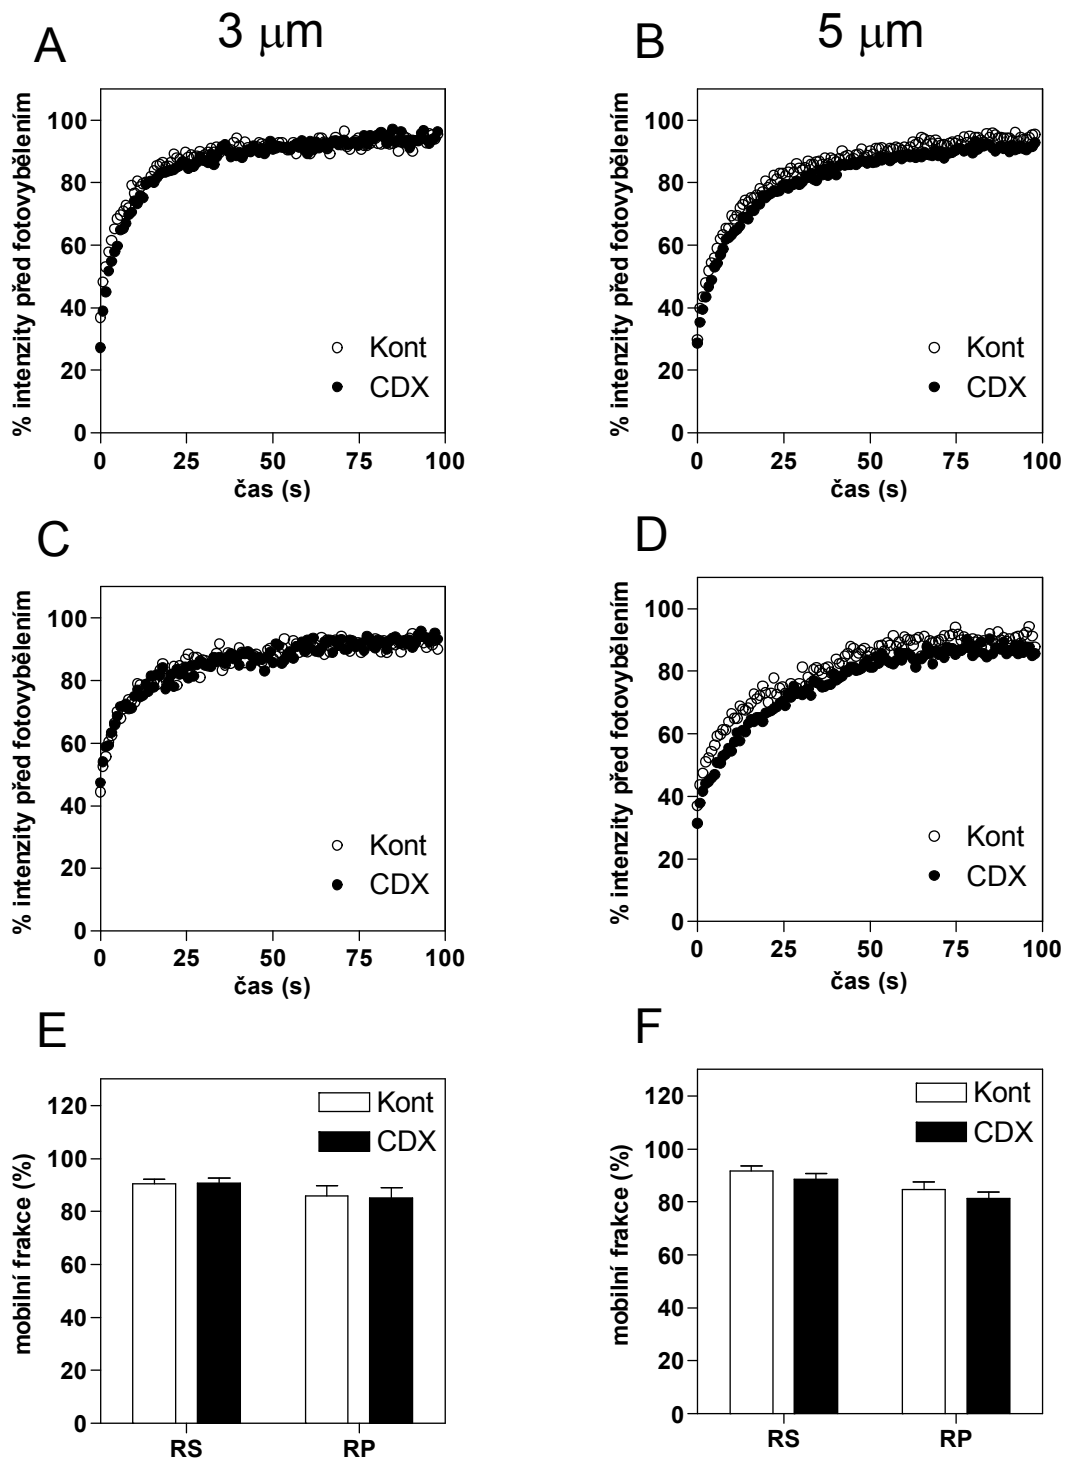 3 μm
5 μm
A
B
% intenzity před fotovybělením
100
80
60
40
20
0
Kont
CDX
0
25
50
75
100
čas (s)
% intenzity před fotovybělením
100
80
60
40
20
0
Kont
CDX
0
25
50
75
100
čas (s)
C
D
% intenzity před fotovybělením
100
80
60
40
20
0
Kont
CDX
0
25
50
75
100
čas (s)
% intenzity před fotovybělením
100
80
60
40
20
0
Kont
CDX
0
25
50
75
100
čas (s)
E
F
mobilní frakce (%)
120
100
80
60
40
20
0
Kont
CDX
RS
RP
mobilní frakce (%)
120
100
80
60
40
20
0
Kont
CDX
RS
RP